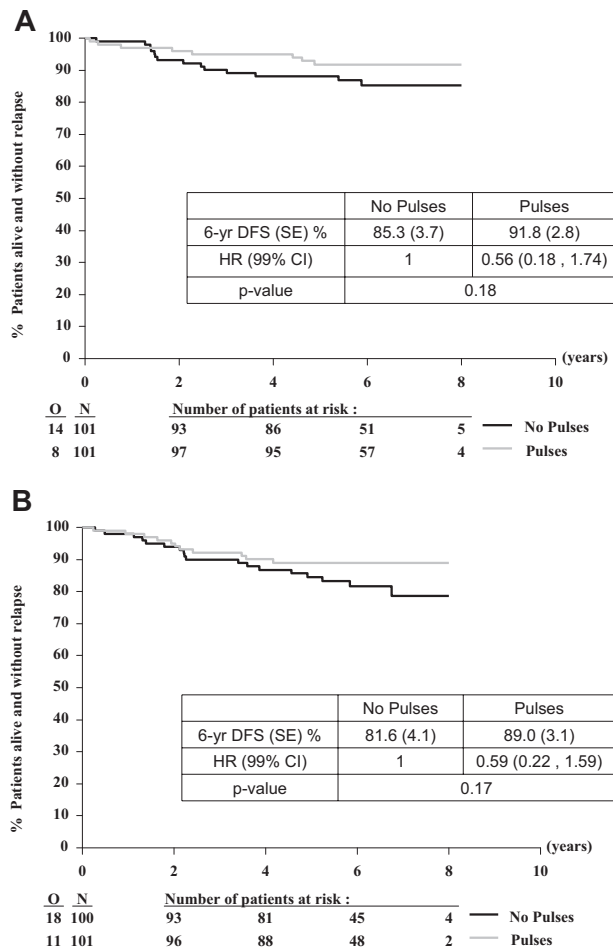 A
% Patients alive and without relapse
100
90
80
70
60
50
40
30
20
10
0
No Pulses Pulses
6-yr DFS (SE) % 85.3 (3.7) 91.8 (2.8)
HR (99% CI) 1 0.56 (0.18 , 1.74)
p-value 0.18
(years)
0 2 4 6 8 10
O N Number of patients at risk :
14 101 93 86 51 5 No Pulses
8 101 97 95 57 4 Pulses
B
% Patients alive and without relapse
100
90
80
70
60
50
40
30
20
10
0
No Pulses Pulses
6-yr DFS (SE) % 81.6 (4.1) 89.0 (3.1)
HR (99% CI) 1 0.59 (0.22 , 1.59)
p-value 0.17
(years)
0 2 4 6 8 10
O N Number of patients at risk :
18 100 93 81 45 4 No Pulses
11 101 96 88 48 2 Pulses